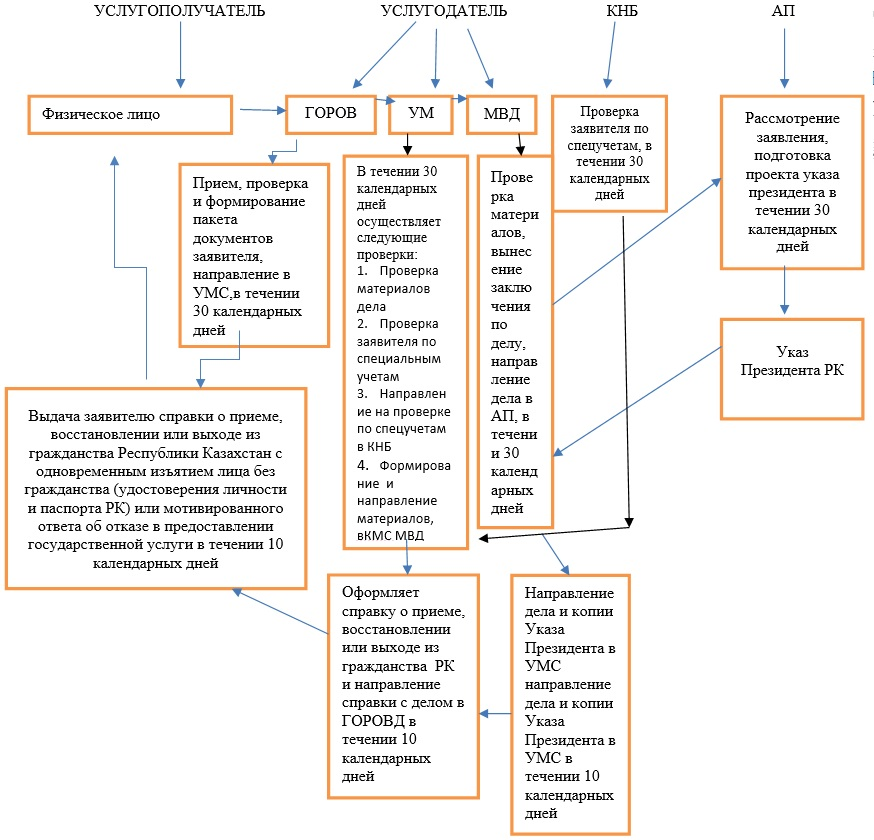 УСЛУГОПОЛУЧАТЕЛЬ
УСЛУГОДАТЕЛЬ
КНБ
АП
Физическое лицо
ГОРОВ
УМ
МВД
Проверка
заявителя по
спецучетам, в
течении 30
календарных
дней
Рассмотрение
заявления,
подготовка
проекта указа
президента в
течении 30
календарных
дней
Прием, проверка
и формирование
пакета
документов
заявителя,
направление в
УМС,в течении
30 календарных
дней
В течении 30
календарных
дней
осуществляет
следующие
проверки:
1. Проверка
материалов
дела
2. Проверка
заявителя по
специальным
учетам
3. Направлен
ие на проверке
по спецучетам
в КНБ
4. Формирова
ние и
направление
материалов,
вКМС МВД
Прове
рка
матери
алов,
вынес
ение
заклю
чения
по
делу,
направ
ление
дела в
АП, в
течени
и 30
календ
арных
дней
Указ
Президента РК
Выдача заявителю справки о приеме,
восстановлении или выходе из
гражданства Республики Казахстан с
одновременным изъятием лица без
гражданства (удостоверения личности
и паспорта РК) или мотивированного
ответа об отказе в предоставлении
государственной услуги в течении 10
календарных дней
Оформляет
справку о приеме,
восстановлении
или выходе из
гражданства РК
и направление
справки с делом в
ГОРОВД в
течении 10
календарных
дней
Направление
дела и копии
Указа
Президента в
УМС
направление
дела и копии
Указа
Президента в
УМС в
течении 10
календарных
дней